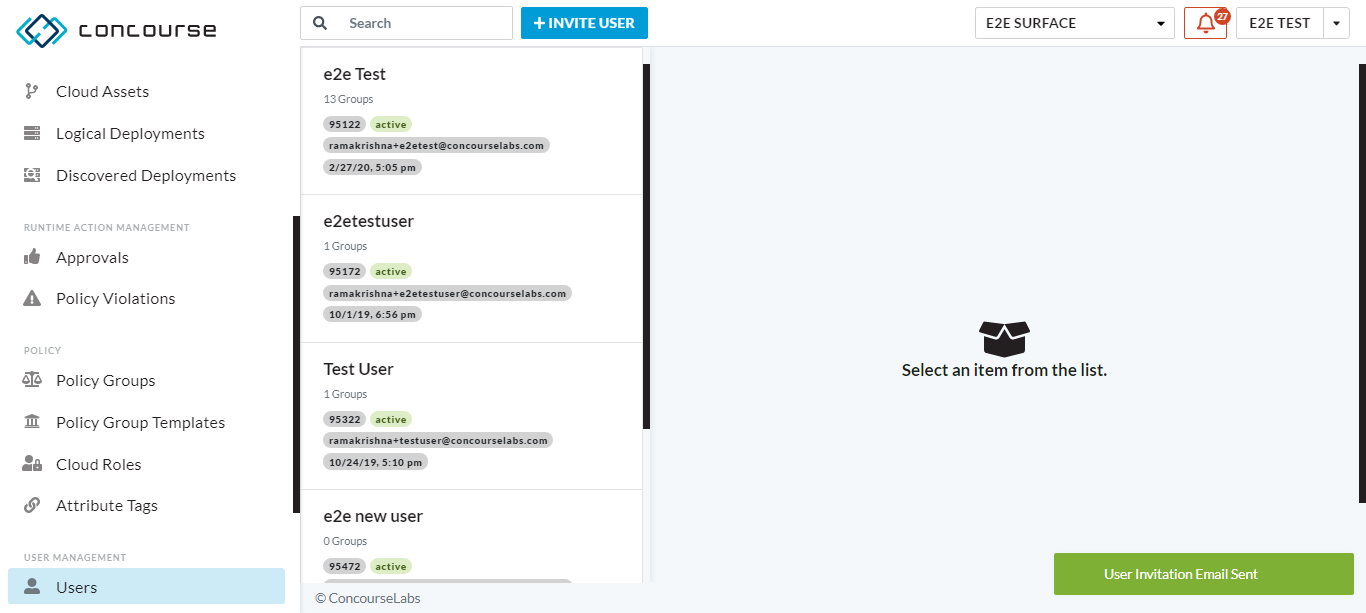 concourse
Search
INVITE USER
E2E SURFACE
27
E2E TEST
Cloud Assets
Logical Deployments
Discovered Deployments
RUNTIME ACTION MANAGEMENT
Approvals
Policy Violations
POLICY
Policy Groups
Policy Group Templates
Cloud Roles
Attribute Tags
USER MANAGEMENT
Users
e2e Test
13 Groups
95122 active
ramakrishna+e2etest@concourselabs.com
2/27/20, 5:05 pm
e2etestuser
1 Groups
95172 active
ramakrishna+e2etestuser@concourselabs.com
10/1/19, 6:56 pm
Test User
1 Groups
95322 active
ramakrishna+testuser@concourselabs.com
10/24/19, 5:10 pm
e2e new user
0 Groups
95472 active
Select an item from the list.
User Invitation Email Sent
© ConcourseLabs